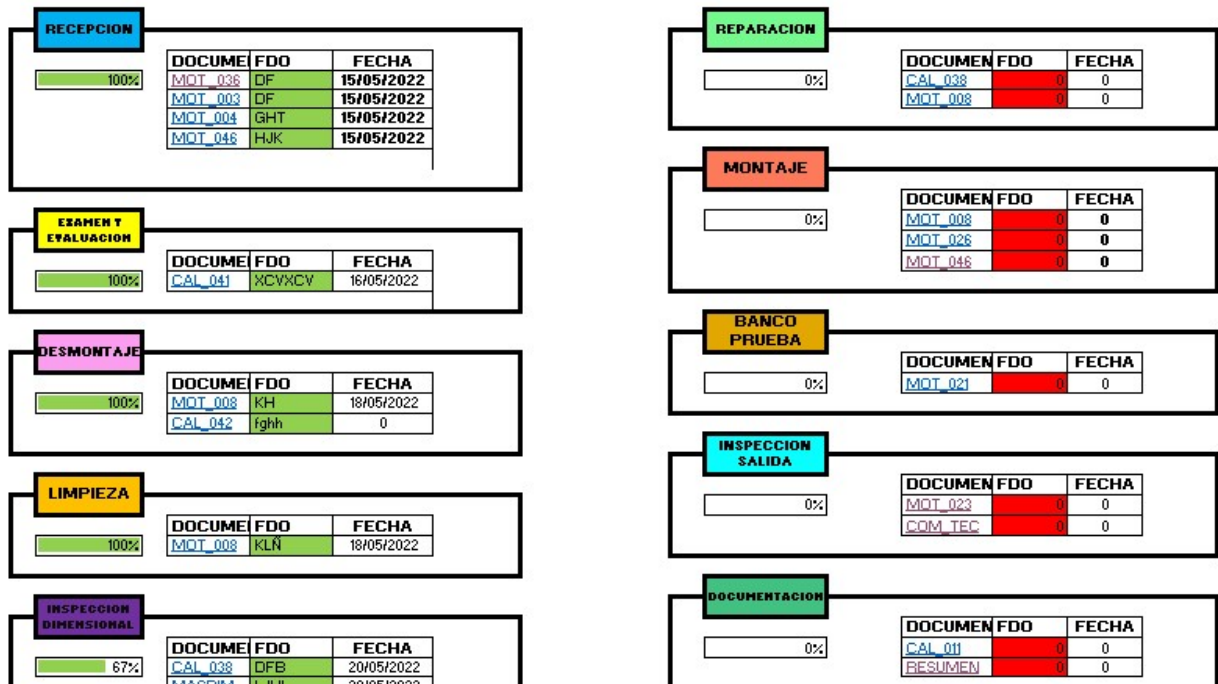 RECEPCION
DOCUME FDO FECHA
100% MOT_036 DF 15/05/2022
MOT_003 DF 15/05/2022
MOT_004 GHT 15/05/2022
MOT_046 HJK 15/05/2022
EXAMEN Y
EVALUACION
DOCUME FDO FECHA
100% CAL_041 XCVXCV 16/05/2022
DESMONTAJE
DOCUME FDO FECHA
100% MOT_008 KH 18/05/2022
CAL_042 fghh 0
LIMPIEZA
DOCUME FDO FECHA
100% MOT_008 KLÑ 18/05/2022
INSPECCION
DIMENSIONAL
DOCUME FDO FECHA
67% CAL_038 DFB 20/05/2022
REPARACION
DOCUMEN FDO FECHA
0% CAL_038 0 0
MOT_008 0 0
MONTAJE
DOCUMEN FDO FECHA
0% MOT_008 0 0
MOT_026 0 0
MOT_046 0 0
BANCO
PRUEBA
DOCUMEN FDO FECHA
0% MOT_021 0 0
INSPECCION
SALIDA
DOCUMEN FDO FECHA
0% MOT_023 0 0
COM_TEC 0 0
DOCUMENTACION
DOCUMEN FDO FECHA
0% CAL_011 0 0
RESUMEN 0 0